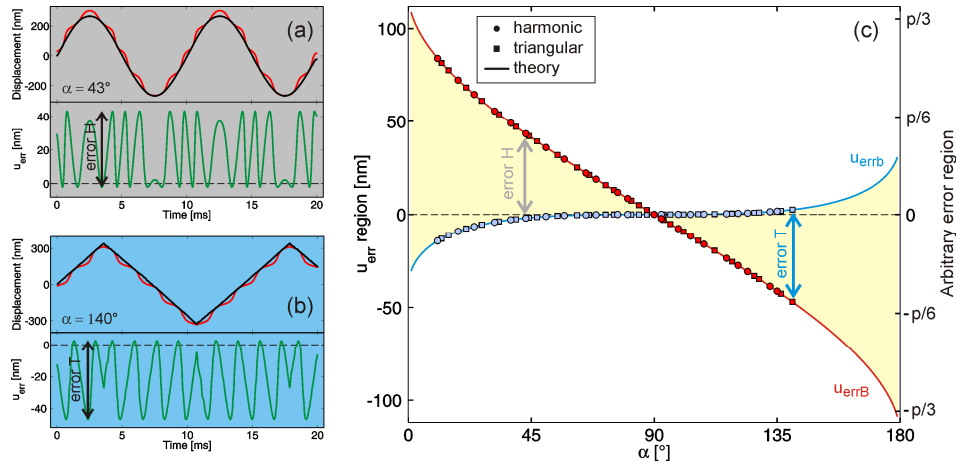 (a)
Displacement [nm]
200
0
-200
α = 43°
u_err [nm]
40
20
0
error H
0
5
10
15
20
Time [ms]
(b)
Displacement [nm]
300
0
-300
α = 140°
u_err [nm]
0
-20
-40
error T
0
5
10
15
20
Time [ms]
(c)
harmonic
triangular
theory
u_err region [nm]
100
50
0
-50
-100
error H
error T
u_errb
u_errB
0
45
90
135
180
α [°]
p/3
p/6
0
-p/6
-p/3
Arbitrary error region